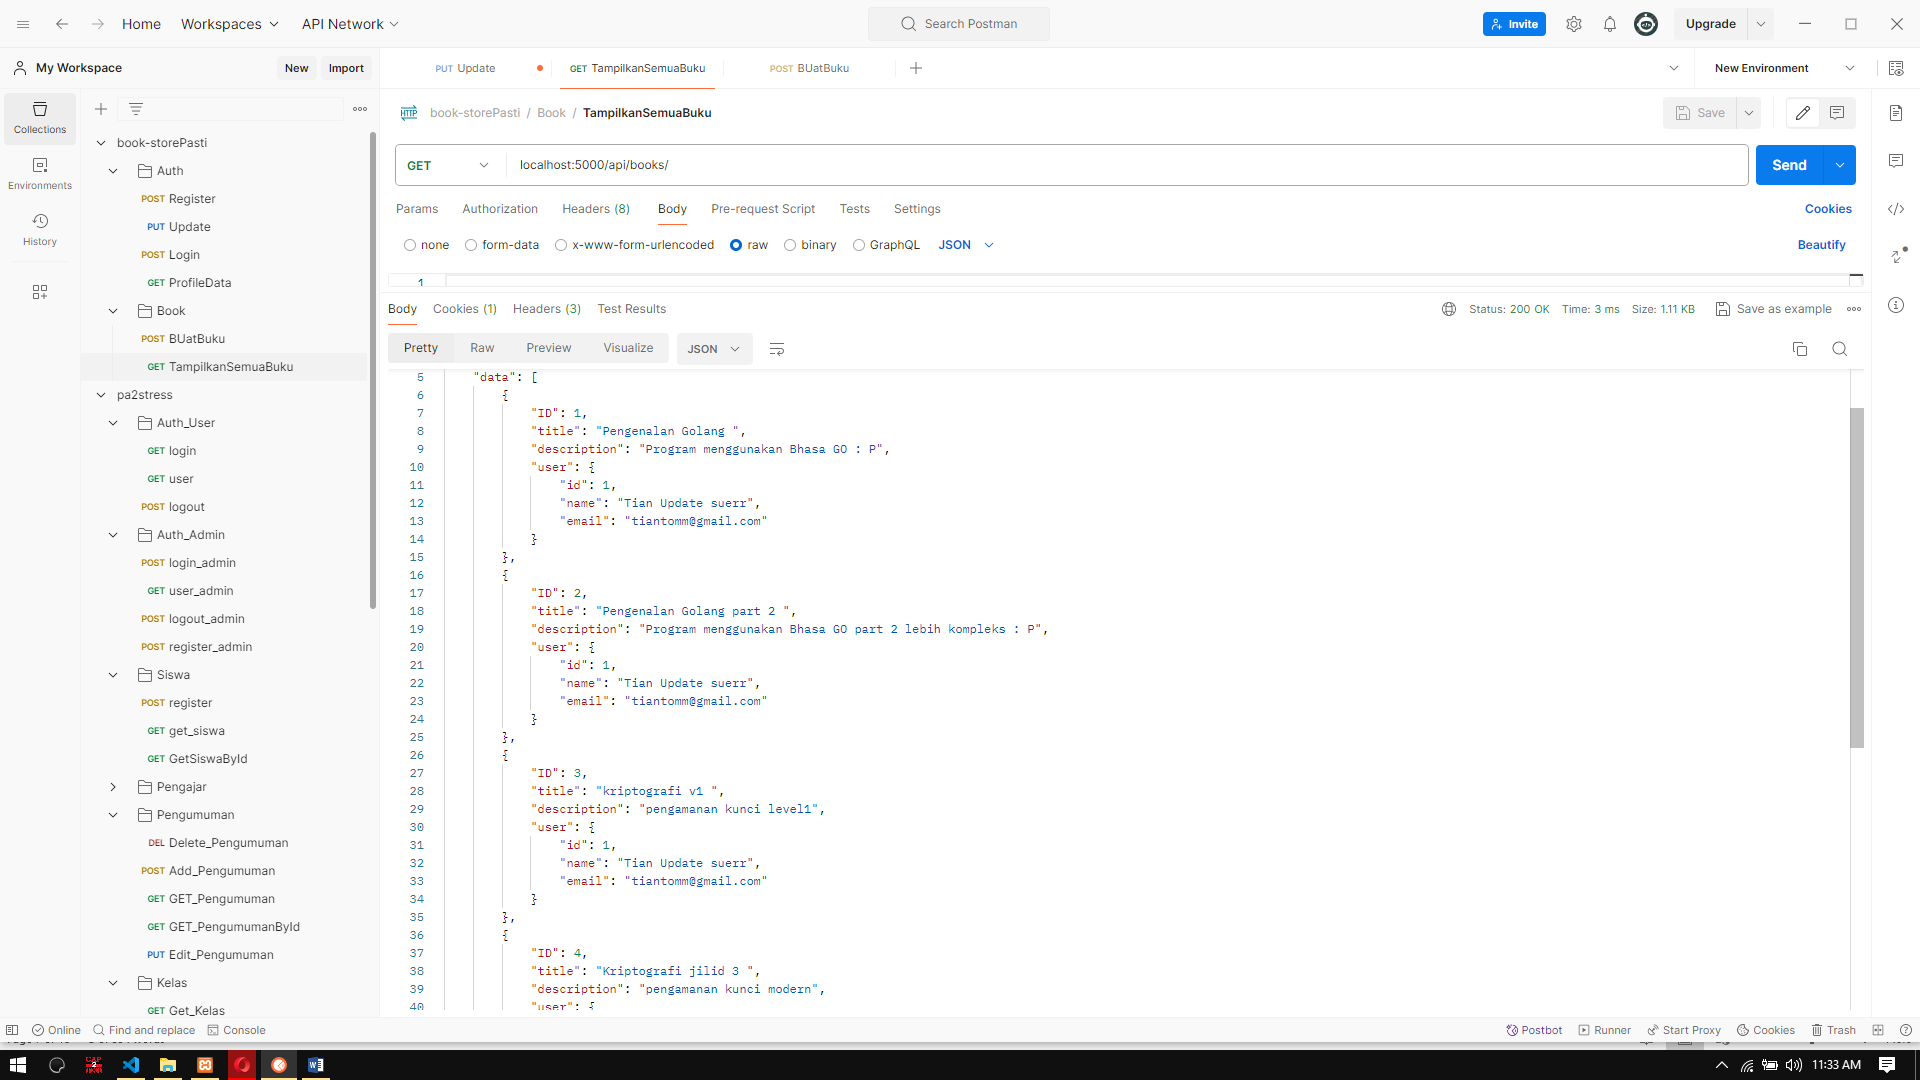 Home Workspaces API Network Search Postman Invite Upgrade
My Workspace New Import PUT Update GET TampilkanSemuaBuku POST BUatBuku New Environment
Collections
Environments
History
book-storePasti
Auth
POST Register
PUT Update
POST Login
GET ProfileData
Book
POST BUatBuku
GET TampilkanSemuaBuku
pa2stress
Auth_User
GET login
GET user
POST logout
Auth_Admin
POST login_admin
GET user_admin
POST logout_admin
POST register_admin
Siswa
POST register
GET get_siswa
GET GetSiswaById
Pengajar
Pengumuman
DEL Delete_Pengumuman
POST Add_Pengumuman
GET GET_Pengumuman
GET GET_PengumumanById
PUT Edit_Pengumuman
Kelas
GET Get_Kelas
HTTP book-storePasti / Book / TampilkanSemuaBuku Save
GET localhost:5000/api/books/ Send
Params Authorization Headers (8) Body Pre-request Script Tests Settings Cookies
none form-data x-www-form-urlencoded raw binary GraphQL JSON Beautify
1
Body Cookies (1) Headers (3) Test Results Status: 200 OK Time: 3 ms Size: 1.11 KB Save as example
Pretty Raw Preview Visualize JSON
5 "data": [
6 {
7 "ID": 1,
8 "title": "Pengenalan Golang ",
9 "description": "Program menggunakan Bhasa GO : P",
10 "user": {
11 "id": 1,
12 "name": "Tian Update suerr",
13 "email": "tiantomm@gmail.com"
14 }
15 },
16 {
17 "ID": 2,
18 "title": "Pengenalan Golang part 2 ",
19 "description": "Program menggunakan Bhasa GO part 2 lebih kompleks : P",
20 "user": {
21 "id": 1,
22 "name": "Tian Update suerr",
23 "email": "tiantomm@gmail.com"
24 }
25 },
26 {
27 "ID": 3,
28 "title": "kriptografi v1 ",
29 "description": "pengamanan kunci level1",
30 "user": {
31 "id": 1,
32 "name": "Tian Update suerr",
33 "email": "tiantomm@gmail.com"
34 }
35 },
36 {
37 "ID": 4,
38 "title": "Kriptografi jilid 3 ",
39 "description": "pengamanan kunci modern",
40 "user": {
Online Find and replace Console Postbot Runner Start Proxy Cookies Trash
11:33 AM